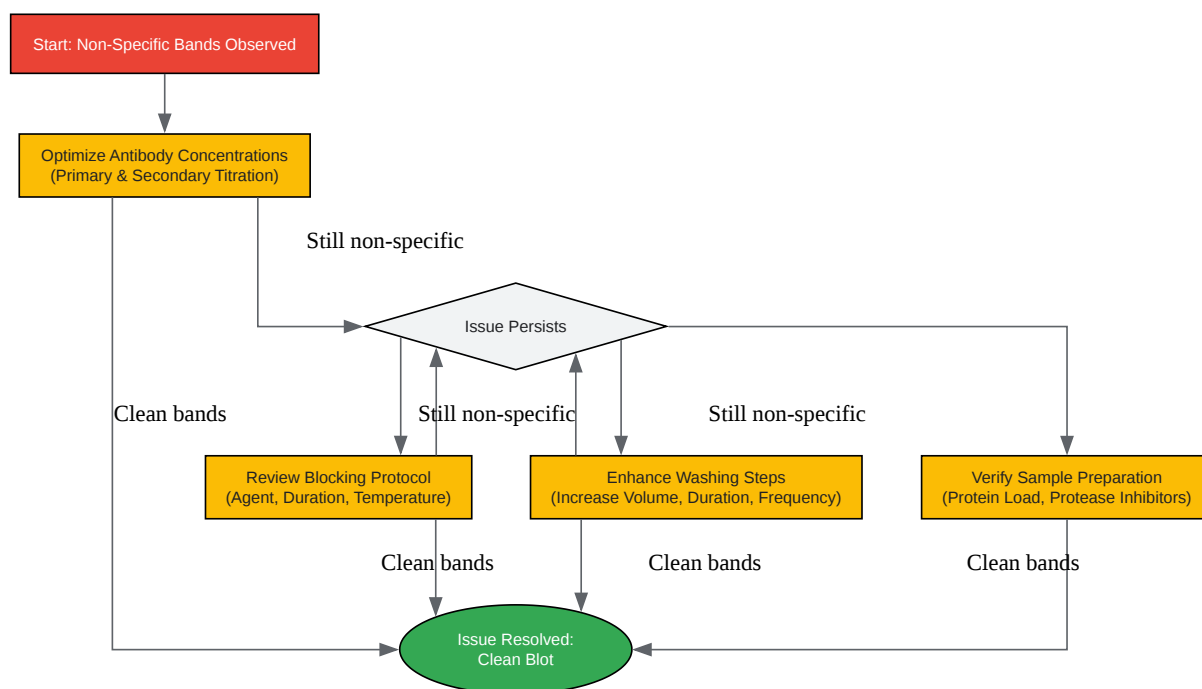 Start: Non-Specific Bands Observed
Optimize Antibody Concentrations
(Primary & Secondary Titration)
Still non-specific
Issue Persists
Clean bands
Still non-specific
Still non-specific
Review Blocking Protocol
(Agent, Duration, Temperature)
Enhance Washing Steps
(Increase Volume, Duration, Frequency)
Verify Sample Preparation
(Protein Load, Protease Inhibitors)
Clean bands
Clean bands
Clean bands
Issue Resolved:
Clean Blot